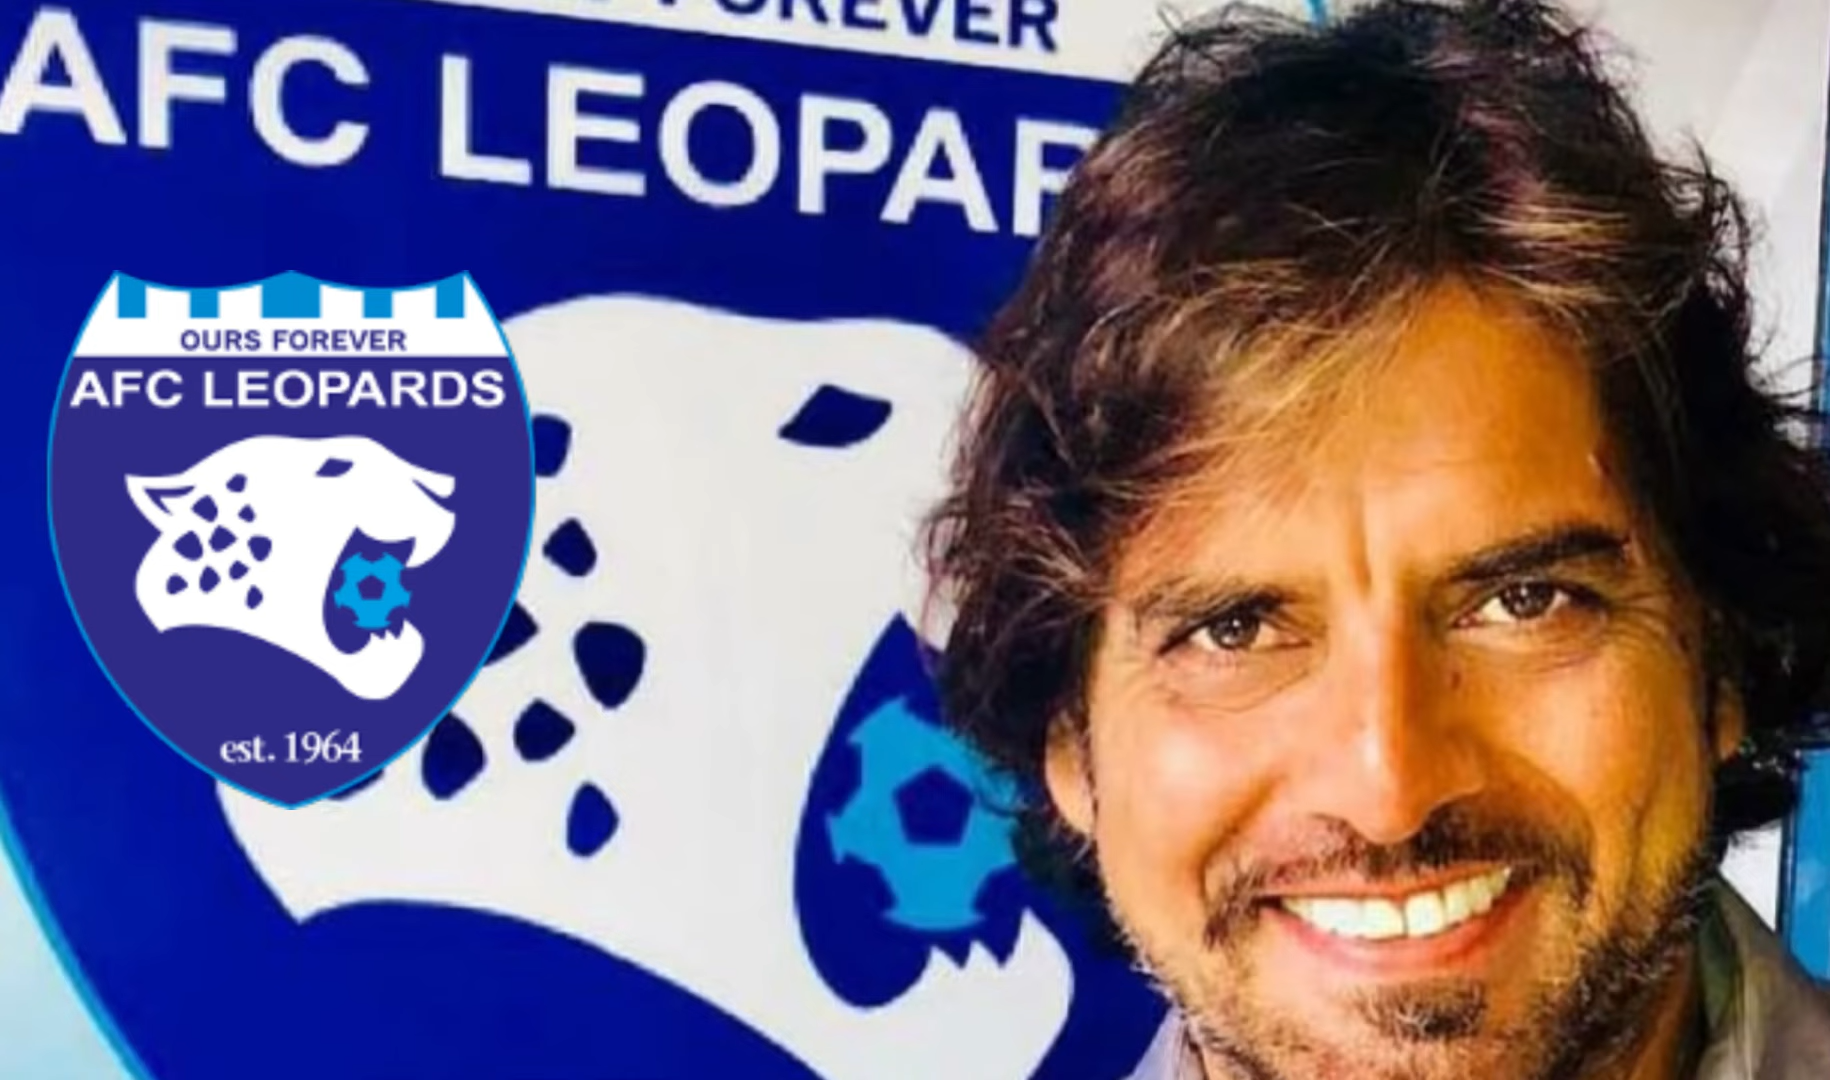 FOREVER
AFC LEOPAR
OURS FOREVER
AFC LEOPARDS
est. 1964